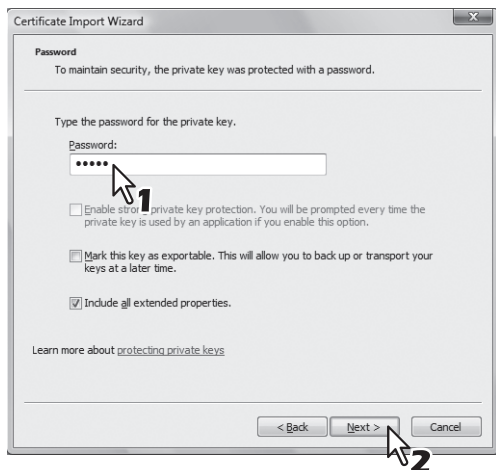 Certificate Import Wizard
Password
To maintain security, the private key was protected with a password.
Type the password for the private key.
Password:
•••••
1
Enable strong private key protection. You will be prompted every time the
private key is used by an application if you enable this option.
Mark this key as exportable. This will allow you to back up or transport your
keys at a later time.
Include all extended properties.
Learn more about protecting private keys
< Back Next > Cancel
2